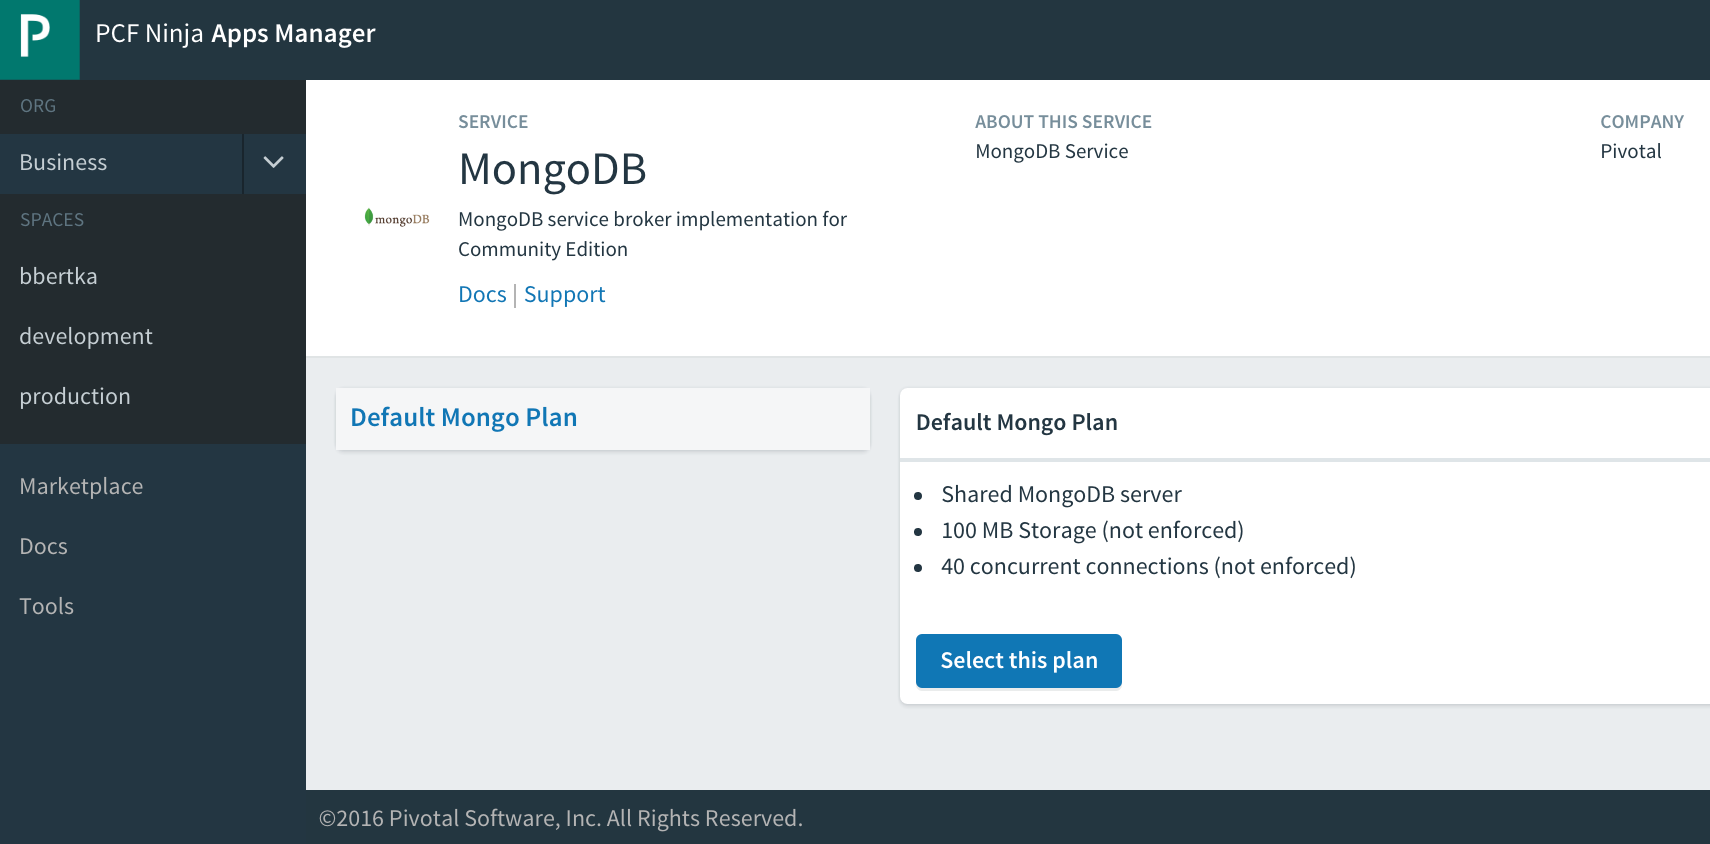 P
PCF Ninja Apps Manager
ORG
Business
SPACES
bbertka
development
production
Marketplace
Docs
Tools
mongoDB
SERVICE
MongoDB
MongoDB service broker implementation for
Community Edition
Docs | Support
ABOUT THIS SERVICE
MongoDB Service
COMPANY
Pivotal
Default Mongo Plan
Default Mongo Plan
• Shared MongoDB server
• 100 MB Storage (not enforced)
• 40 concurrent connections (not enforced)
Select this plan
©2016 Pivotal Software, Inc. All Rights Reserved.